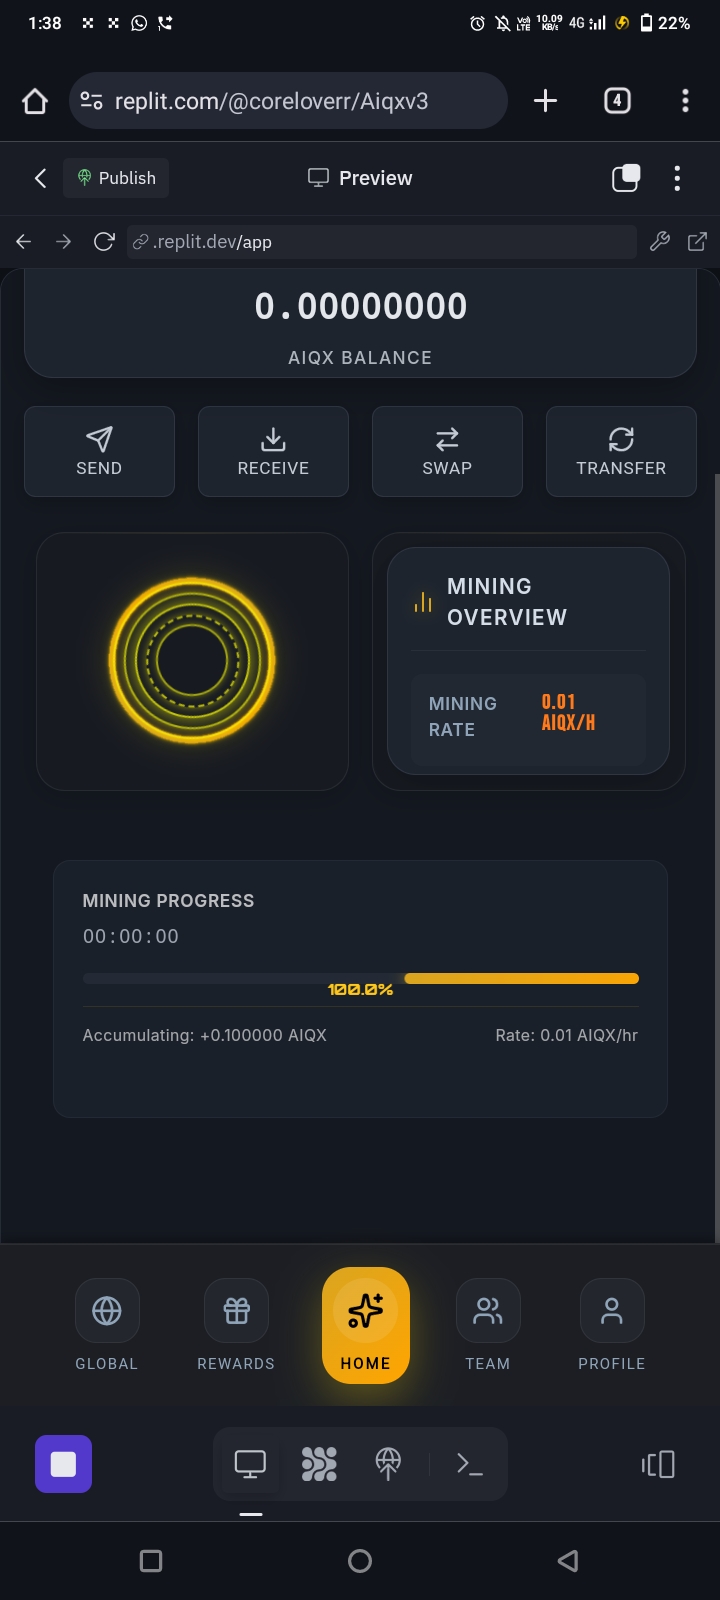 1:38
Vo) LTE
10.09 KB/s
4G
22%
replit.com/@coreloverr/Aiqxv3
4
Publish
Preview
.replit.dev/app
0.00000000
AIQX BALANCE
SEND
RECEIVE
SWAP
TRANSFER
MINING
OVERVIEW
MINING
RATE
0.01
AIQX/H
MINING PROGRESS
00:00:00
100.0%
Accumulating: +0.100000 AIQX
Rate: 0.01 AIQX/hr
GLOBAL
REWARDS
HOME
TEAM
PROFILE